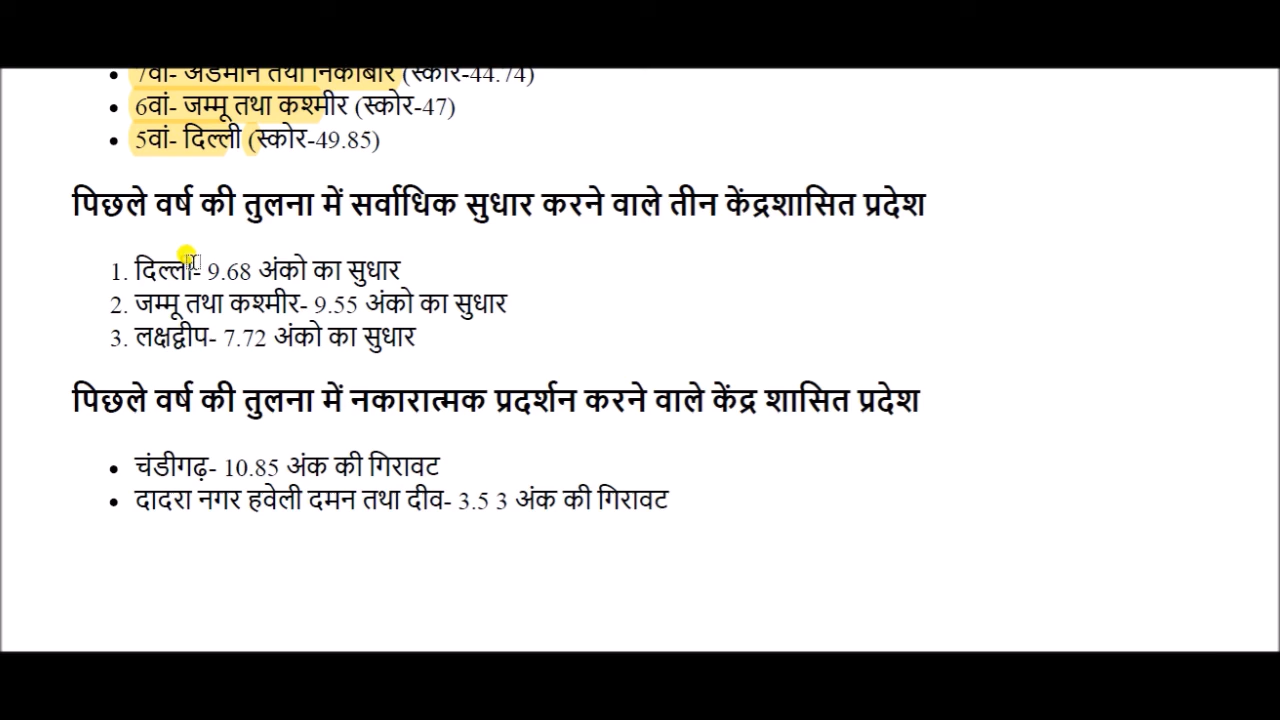 • 7वां- अंडमान तथा निकोबार (स्कोर-44.74)
• 6वां- जम्मू तथा कश्मीर (स्कोर-47)
• 5वां- दिल्ली (स्कोर-49.85)
पिछले वर्ष की तुलना में सर्वाधिक सुधार करने वाले तीन केंद्रशासित प्रदेश
1. दिल्ली- 9.68 अंको का सुधार
2. जम्मू तथा कश्मीर- 9.55 अंको का सुधार
3. लक्षद्वीप- 7.72 अंको का सुधार
पिछले वर्ष की तुलना में नकारात्मक प्रदर्शन करने वाले केंद्र शासित प्रदेश
• चंडीगढ़- 10.85 अंक की गिरावट
• दादरा नगर हवेली दमन तथा दीव- 3.5 3 अंक की गिरावट